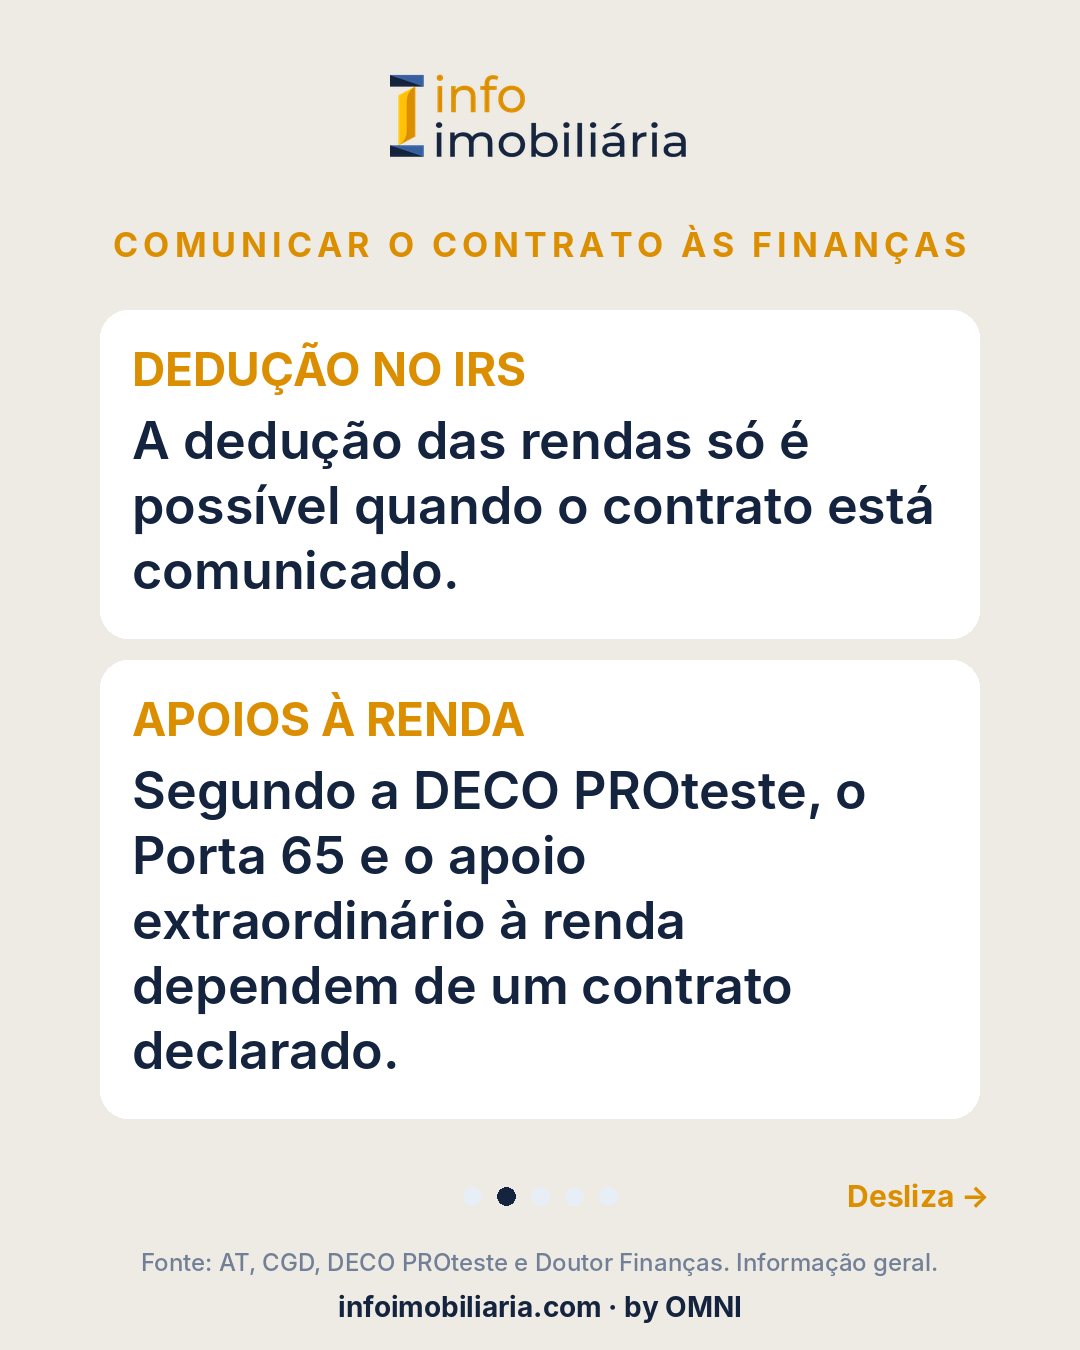 info
imobiliária
COMUNICAR O CONTRATO ÀS FINANÇAS
DEDUÇÃO NO IRS
A dedução das rendas só é
possível quando o contrato está
comunicado.
APOIOS À RENDA
Segundo a DECO PROteste, o
Porta 65 e o apoio
extraordinário à renda
dependem de um contrato
declarado.
Desliza →
Fonte: AT, CGD, DECO PROteste e Doutor Finanças. Informação geral.
infoimobiliaria.com · by OMNI